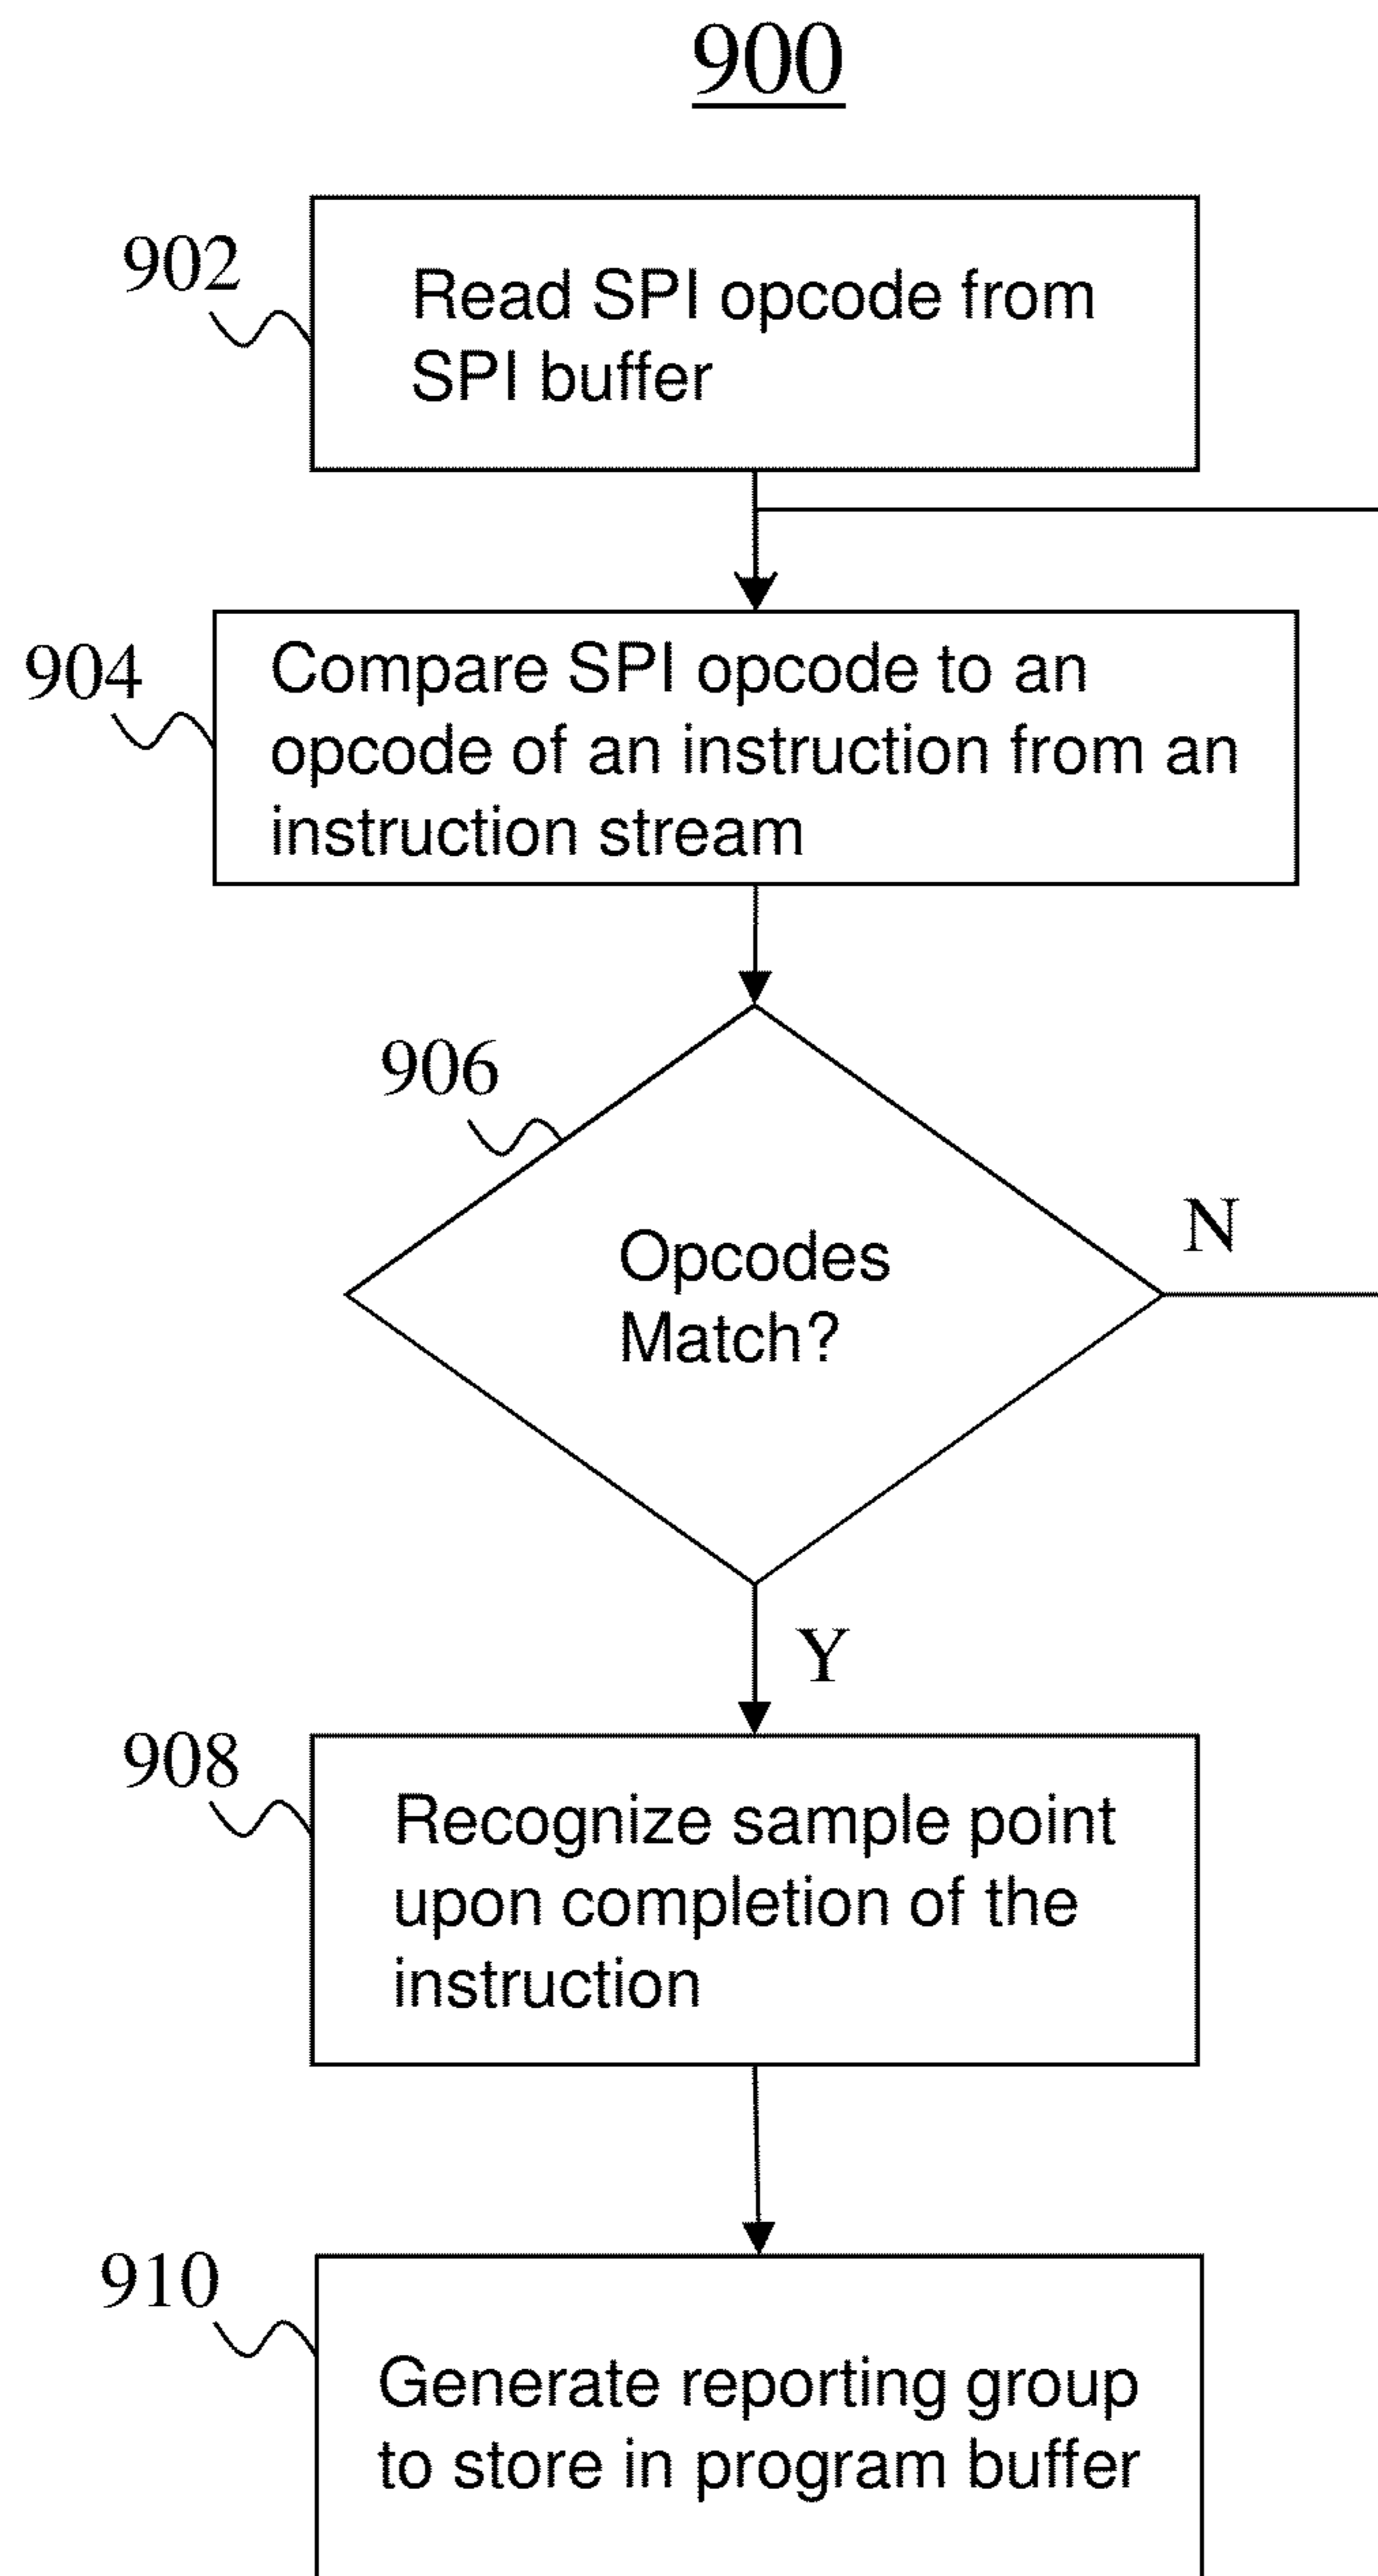 900
902
Read SPI opcode from
SPI buffer
904
Compare SPI opcode to an
opcode of an instruction from an
instruction stream
906
Opcodes
Match?
N
Y
908
Recognize sample point
upon completion of the
instruction
910
Generate reporting group
to store in program buffer